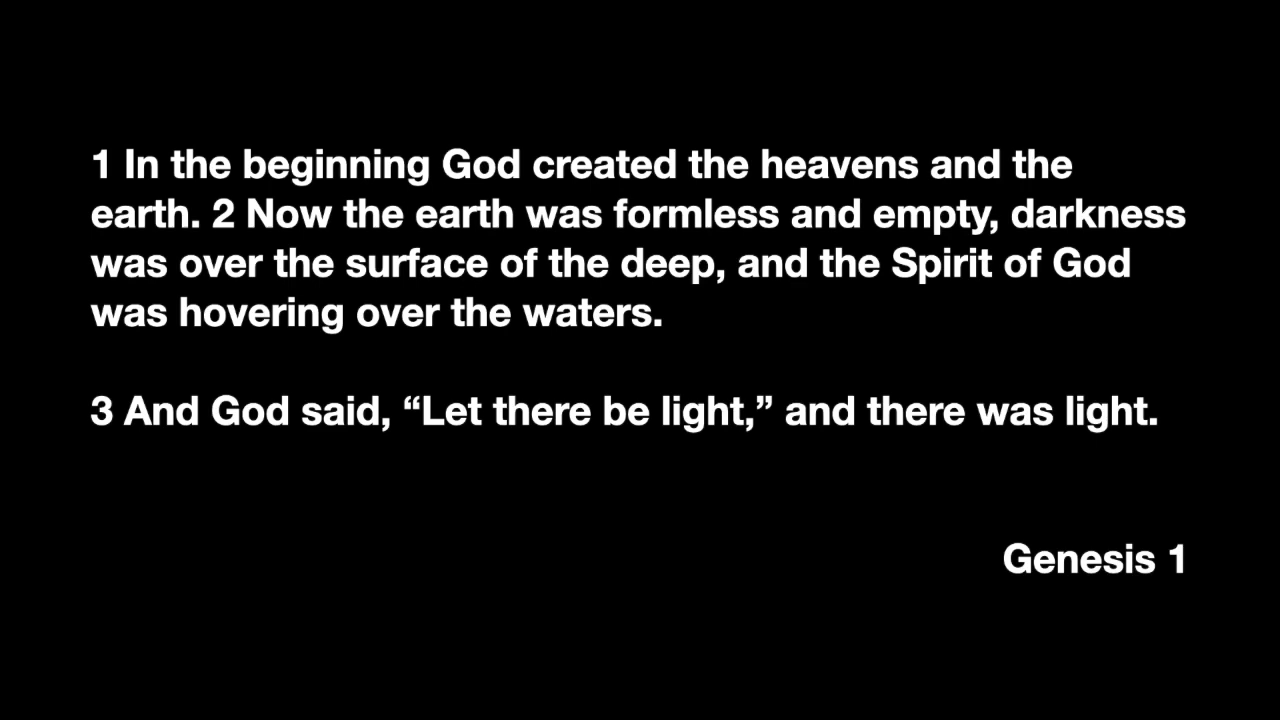 1 In the beginning God created the heavens and the
earth. 2 Now the earth was formless and empty, darkness
was over the surface of the deep, and the Spirit of God
was hovering over the waters.
3 And God said, “Let there be light,” and there was light.
Genesis 1